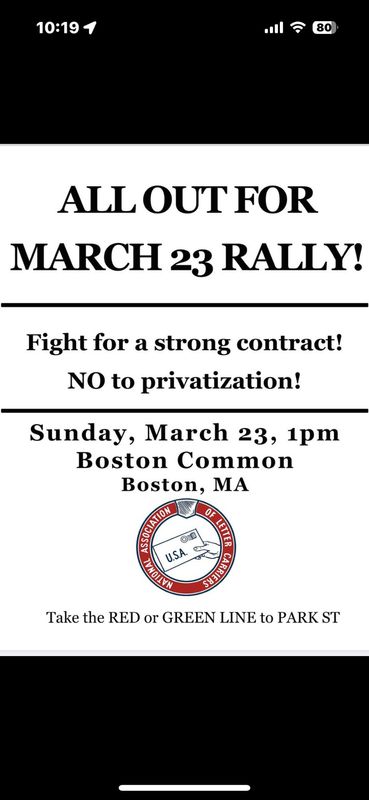 10:19
80
ALL OUT FOR
MARCH 23 RALLY!
Fight for a strong contract!
NO to privatization!
Sunday, March 23, 1pm
Boston Common
Boston, MA
NATIONAL ASSOCIATION OF LETTER CARRIERS
U.S.A.
Take the RED or GREEN LINE to PARK ST